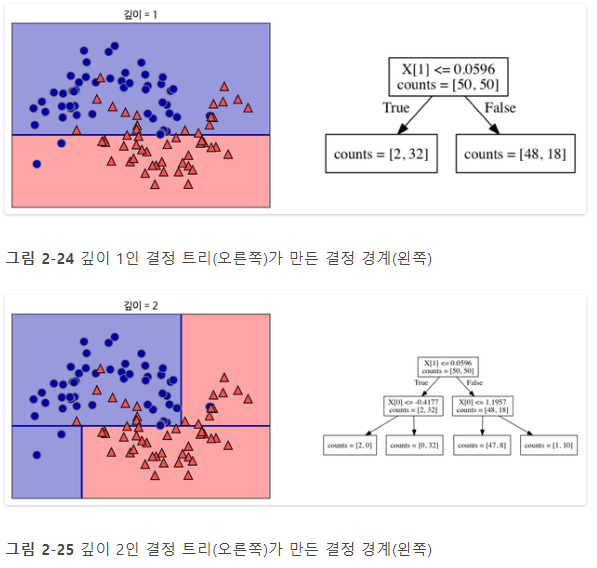 깊이 = 1
X[1] <= 0.0596
counts = [50, 50]
True
False
counts = [2, 32]
counts = [48, 18]
그림 2-24 깊이 1인 결정 트리(오른쪽)가 만든 결정 경계(왼쪽)
깊이 = 2
X[1] <= 0.0596
counts = [50, 50]
True
False
X[0] <= -0.4177
counts = [2, 32]
X[0] <= 1.1957
counts = [48, 18]
counts = [2, 0]
counts = [0, 32]
counts = [47, 8]
counts = [1, 10]
그림 2-25 깊이 2인 결정 트리(오른쪽)가 만든 결정 경계(왼쪽)